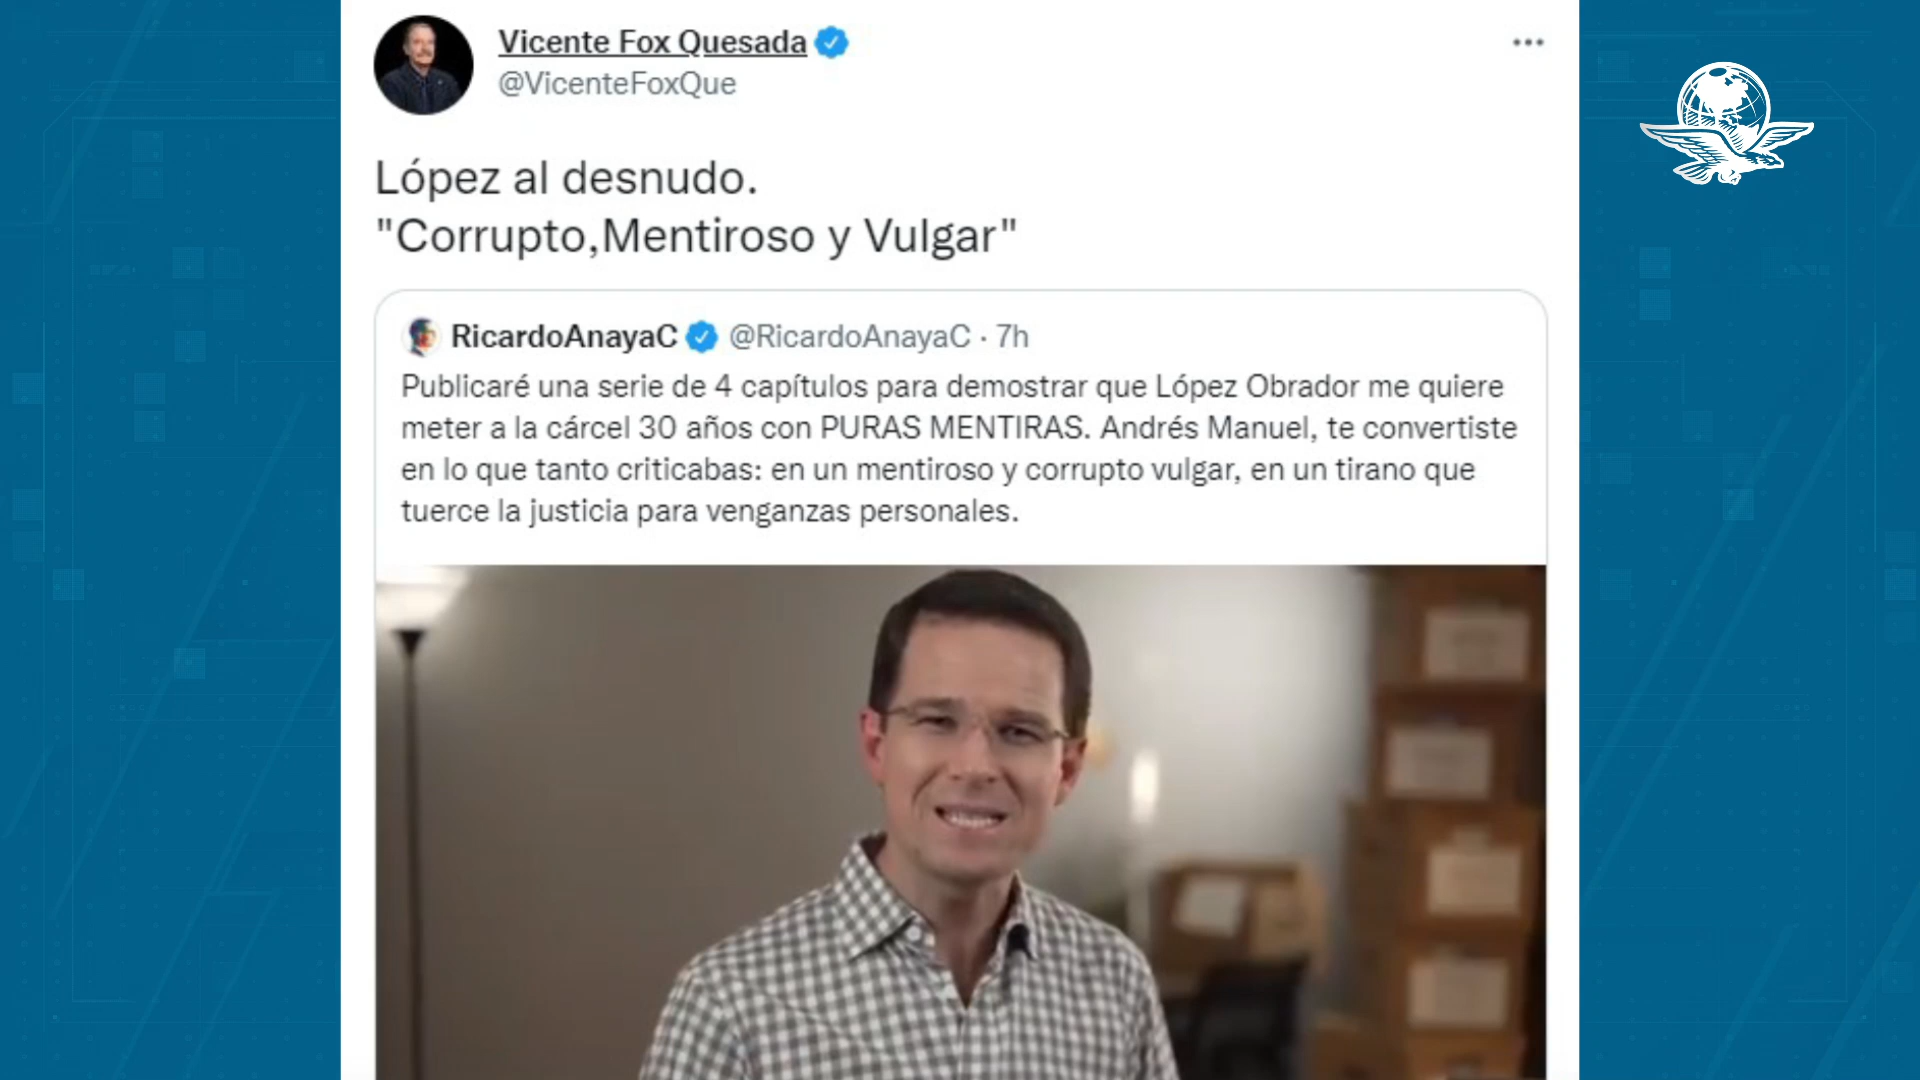 Vicente Fox Quesada
@VicenteFoxQue
López al desnudo.
"Corrupto,Mentiroso y Vulgar"
RicardoAnayaC @RicardoAnayaC · 7h
Publicaré una serie de 4 capítulos para demostrar que López Obrador me quiere
meter a la cárcel 30 años con PURAS MENTIRAS. Andrés Manuel, te convertiste
en lo que tanto criticabas: en un mentiroso y corrupto vulgar, en un tirano que
tuerce la justicia para venganzas personales.